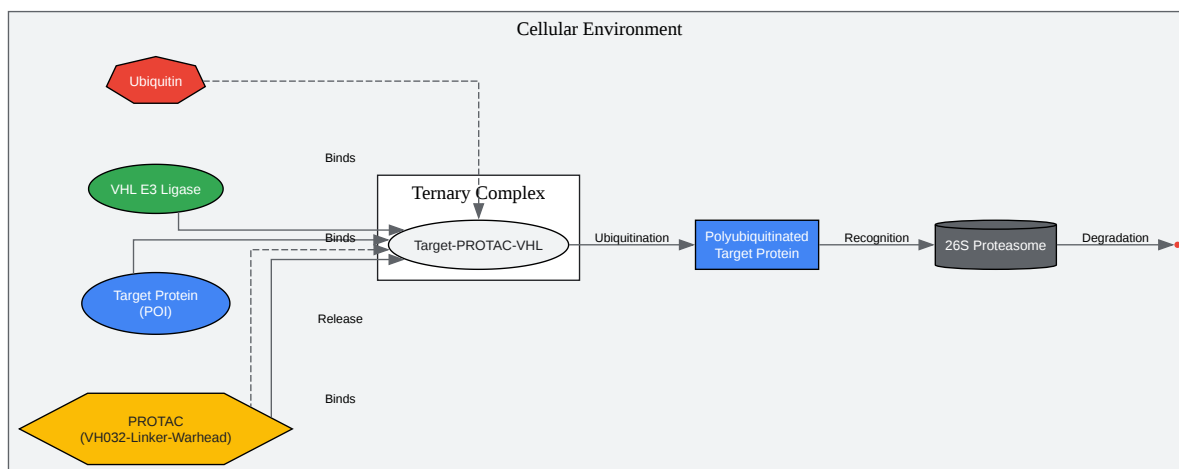 Cellular Environment
Ubiquitin
Binds
VHL E3 Ligase
Ternary Complex
Binds
Target-PROTAC-VHL
Ubiquitination
Polyubiquitinated
Target Protein
Recognition
26S Proteasome
Degradation
Target Protein
(POI)
Release
Binds
PROTAC
(VH032-Linker-Warhead)